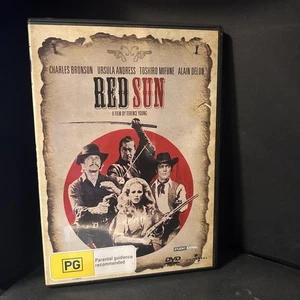 CHARLES BRONSON URSULA ANDRESS TOSHIRO MIFUNE ALAIN DELON
RED SUN
A FILM BY TERENCE YOUNG
PG
Parental guidance
recommended
DVD